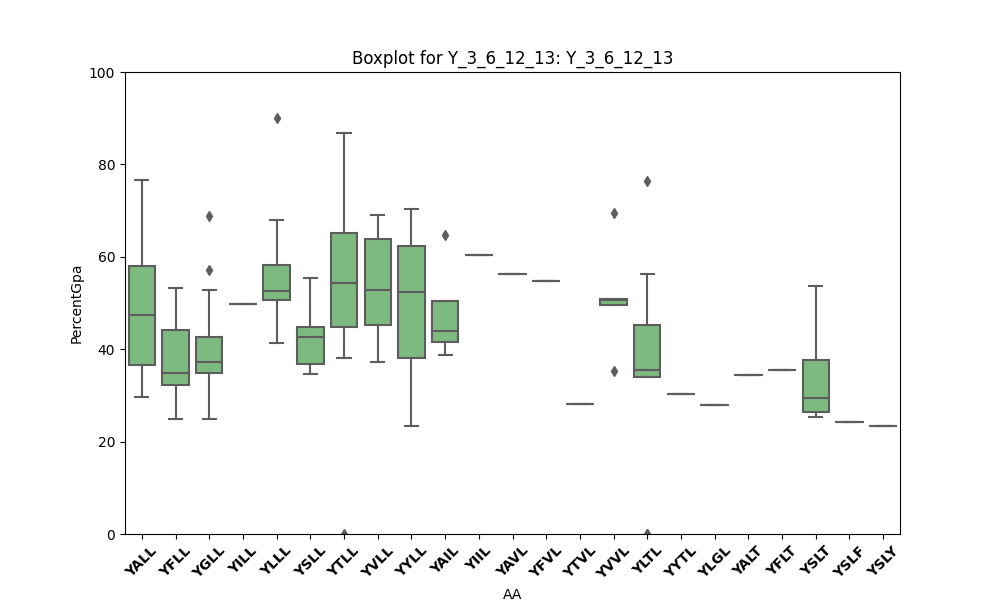 Boxplot for Y_3_6_12_13: Y_3_6_12_13
100
80
60
40
20
0
PercentGpa
YALL YFLL YGLL YILL YLLL YSLL YTLL YVLL YYLL YAIL YIIL YAVL YFVL YTVL YVVL YLTL YYTL YLGL YALT YFLT YSLT YSLF YSLY
AA